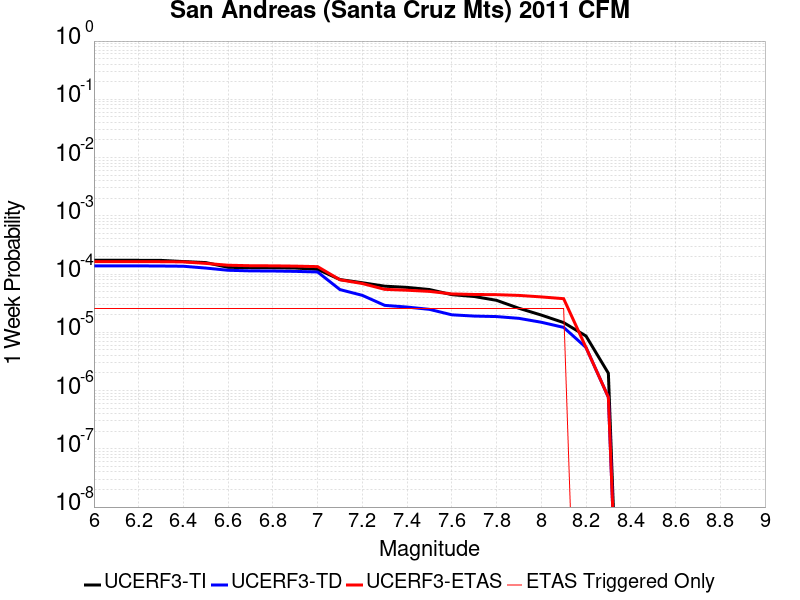 San Andreas (Santa Cruz Mts) 2011 CFM
10^0
10^-1
10^-2
10^-3
10^-4
10^-5
10^-6
10^-7
10^-8
1 Week Probability
6 6.2 6.4 6.6 6.8 7 7.2 7.4 7.6 7.8 8 8.2 8.4 8.6 8.8 9
Magnitude
UCERF3-TI UCERF3-TD UCERF3-ETAS ETAS Triggered Only